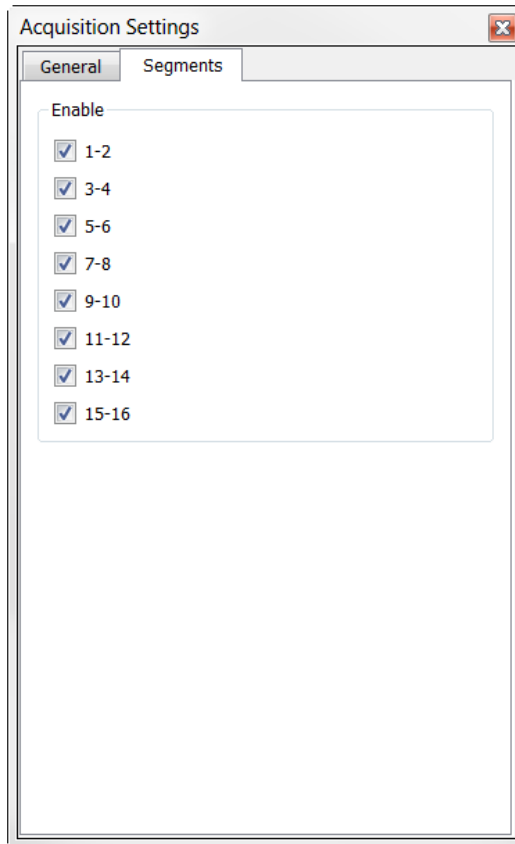 Acquisition Settings
General Segments
Enable
1-2
3-4
5-6
7-8
9-10
11-12
13-14
15-16